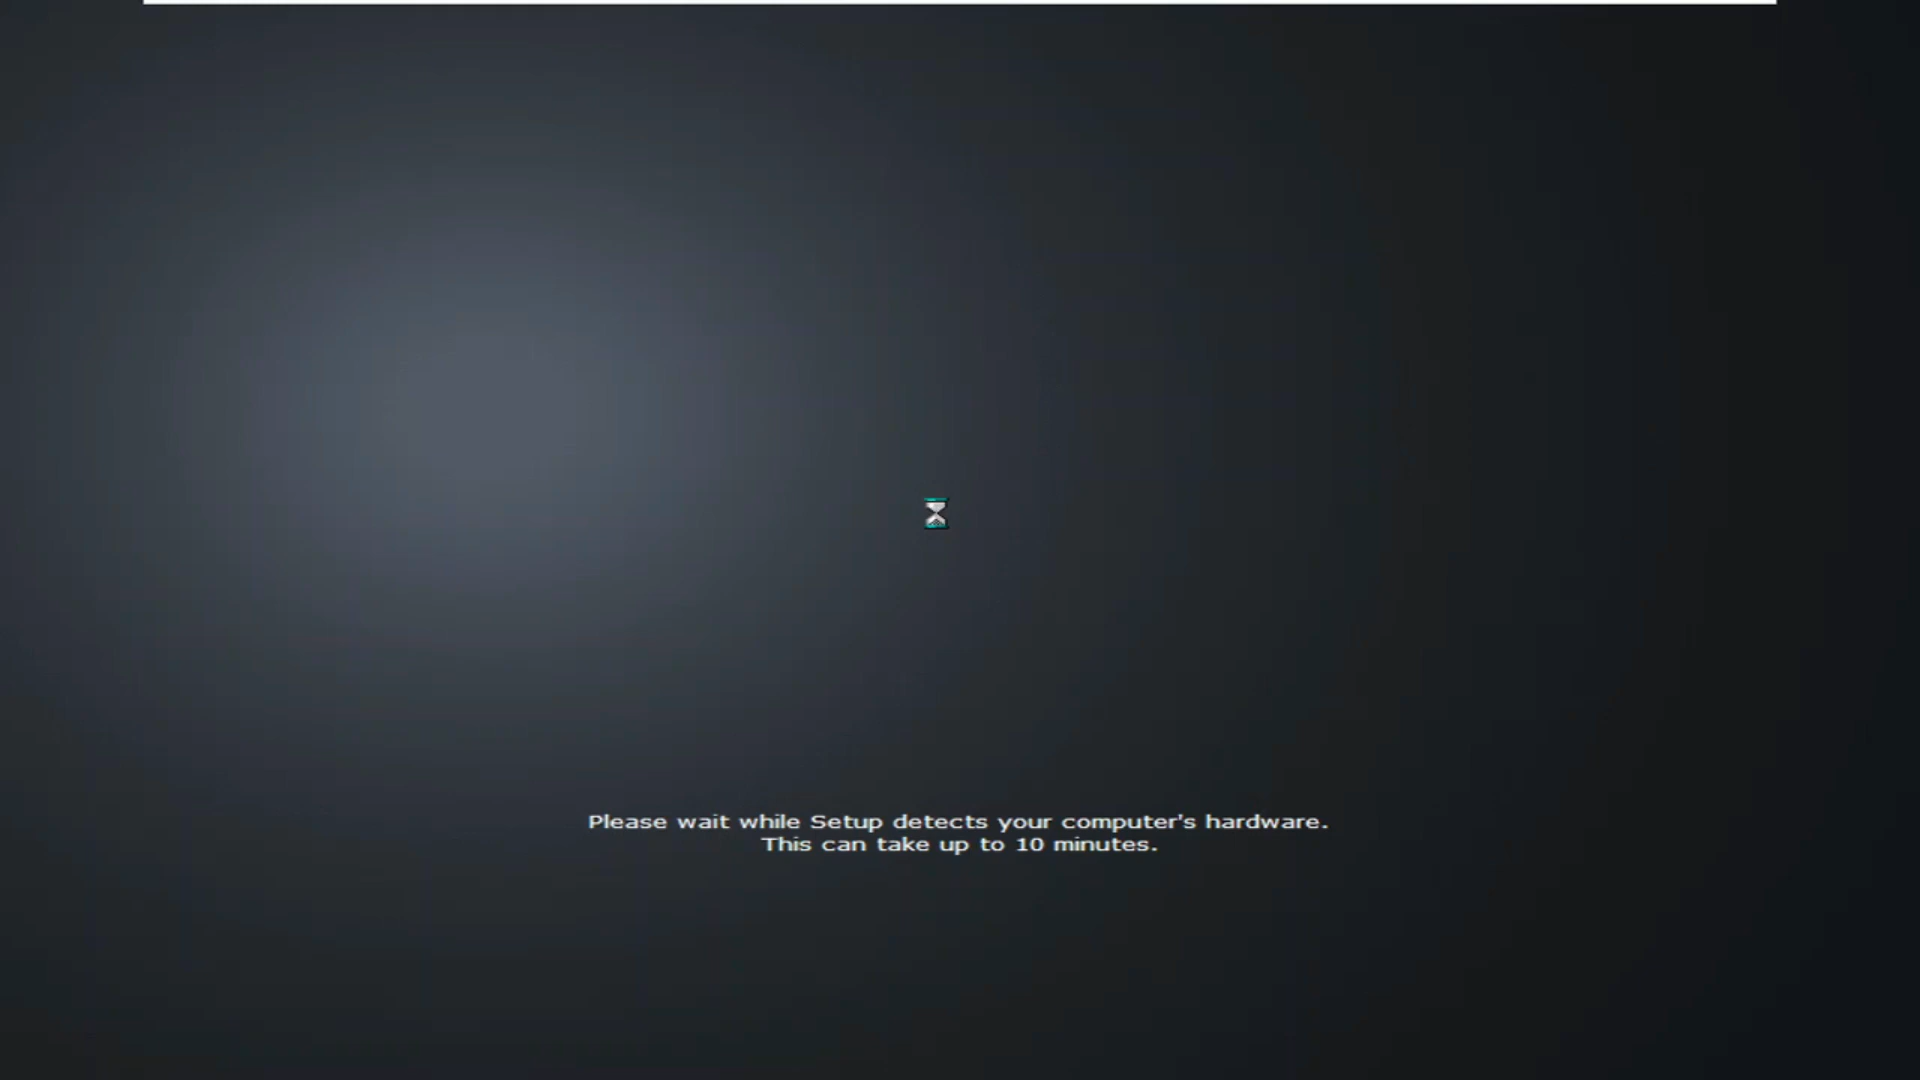 Please wait while Setup detects your computer's hardware.
This can take up to 10 minutes.